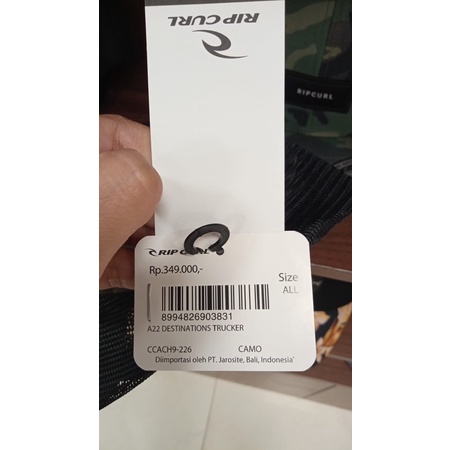 RIP CURL
RIPCURL
RIP CURL
Rp.349.000,-
Size
ALL
8994826903831
A22 DESTINATIONS TRUCKER
CCACH9-226 CAMO
Diimportasi oleh PT. Jarosite, Bali, Indonesia'